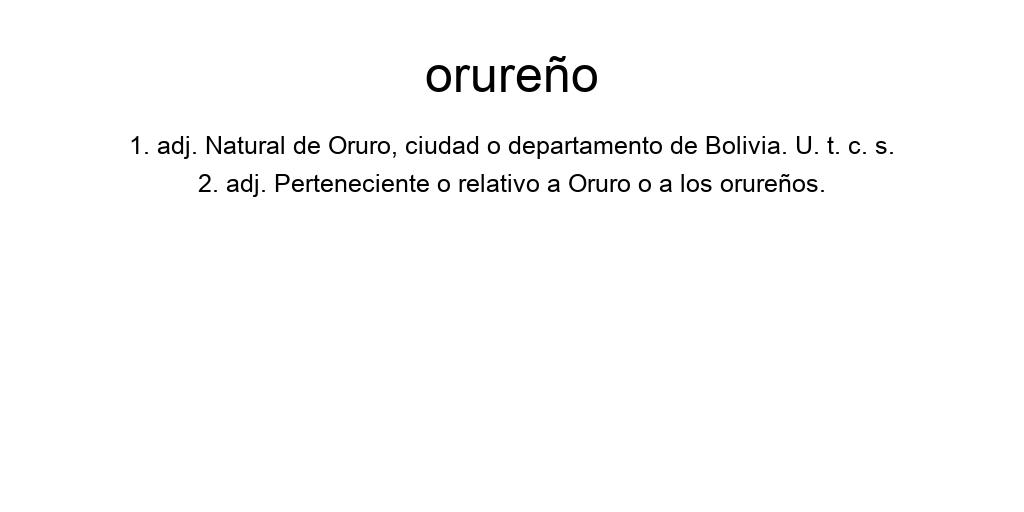 orureño
1. adj. Natural de Oruro, ciudad o departamento de Bolivia. U. t. c. s.
2. adj. Perteneciente o relativo a Oruro o a los orureños.